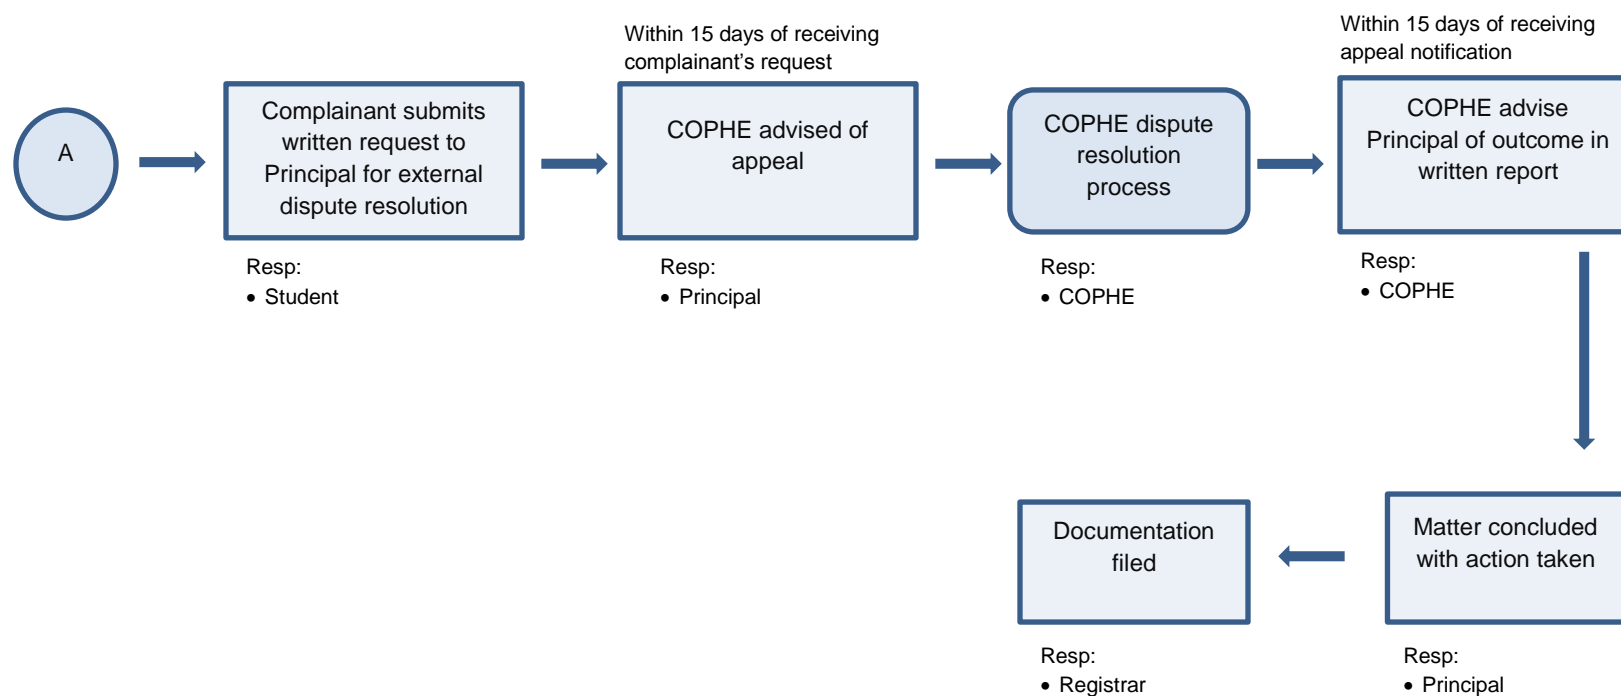 A
Complainant submits
written request to
Principal for external
dispute resolution
Resp:
• Student
Within 15 days of receiving
complainant’s request
COPHE advised of
appeal
Resp:
• Principal
COPHE dispute
resolution
process
Resp:
• COPHE
Within 15 days of receiving
appeal notification
COPHE advise
Principal of outcome in
written report
Resp:
• COPHE
Matter concluded
with action taken
Resp:
• Principal
Documentation
filed
Resp:
• Registrar